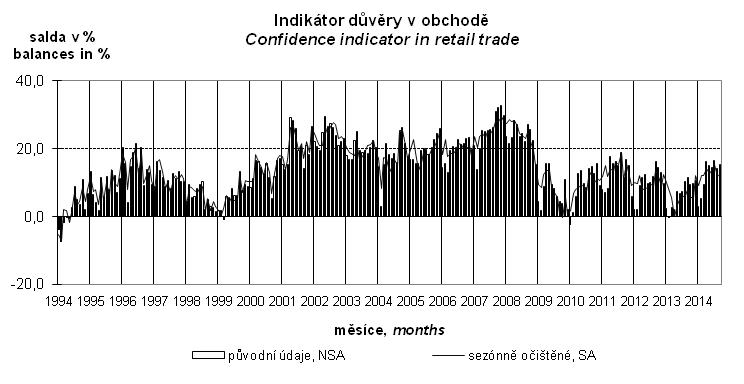 Indikátor důvěry v obchodě
Confidence indicator in retail trade
salda v %
balances in %
40,0
20,0
0,0
-20,0
1994 1995 1996 1997 1998 1999 2000 2001 2002 2003 2004 2005 2006 2007 2008 2009 2010 2011 2012 2013 2014
měsíce, months
původní údaje, NSA
sezónně očištěné, SA